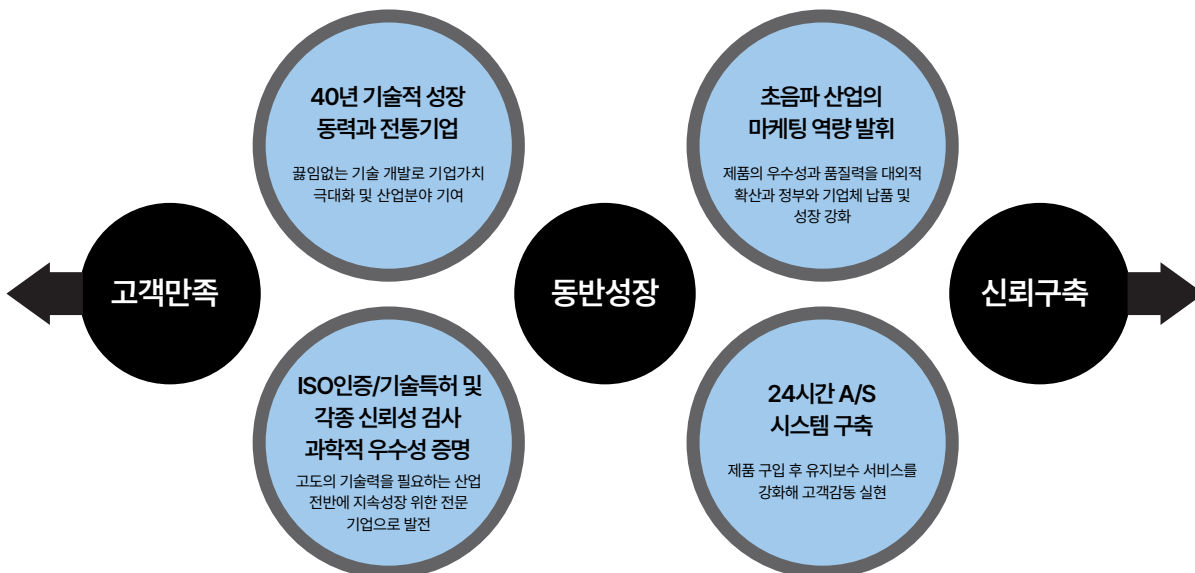 40년 기술적 성장
동력과 전통기업
끓임없는 기술 개발로 기업가치
극대화 및 산업분야 기여
초음파 산업의
마케팅 역량 발휘
제품의 우수성과 품질력을 대외적
확산과 정부와 기업체 납품 및
성장 강화
고객만족
동반성장
신뢰구축
ISO인증/기술특허 및
각종 신뢰성 검사
과학적 우수성 증명
고도의 기술력을 필요하는 산업
전반에 지속성장 위한 전문
기업으로 발전
24시간 A/S
시스템 구축
제품 구입 후 유지보수 서비스를
강화해 고객감동 실현